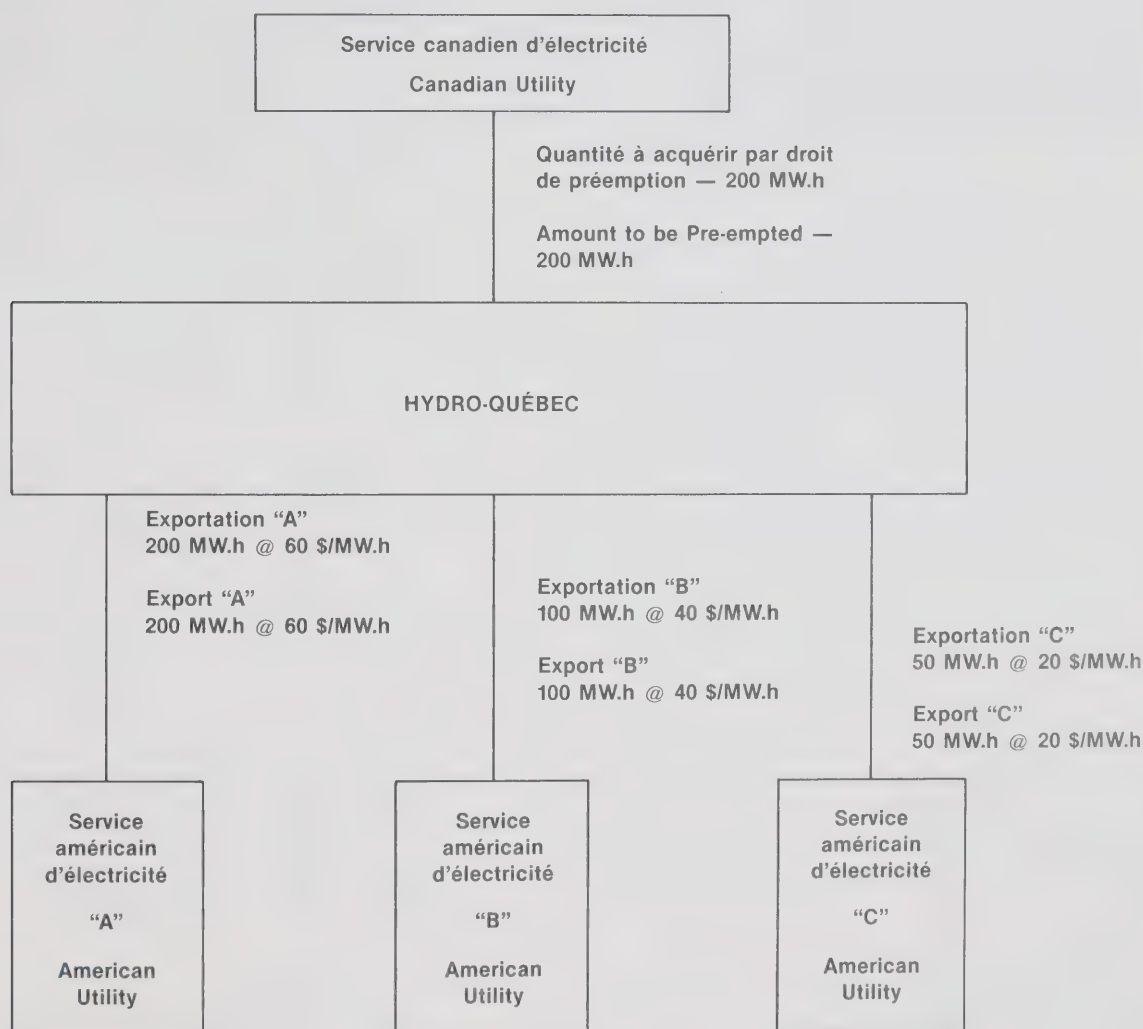 Service canadien d'électricité
Canadian Utility
Quantité à acquérir par droit
de préemption — 200 MW.h
Amount to be Pre-empted —
200 MW.h
HYDRO-QUÉBEC
Exportation “A”
200 MW.h @ 60 $/MW.h
Export “A”
200 MW.h @ 60 $/MW.h
Exportation “B”
100 MW.h @ 40 $/MW.h
Export “B”
100 MW.h @ 40 $/MW.h
Exportation “C”
50 MW.h @ 20 $/MW.h
Export “C”
50 MW.h @ 20 $/MW.h
Service
américain
d'électricité
“A”
American
Utility
Service
américain
d'électricité
“B”
American
Utility
Service
américain
d'électricité
“C”
American
Utility